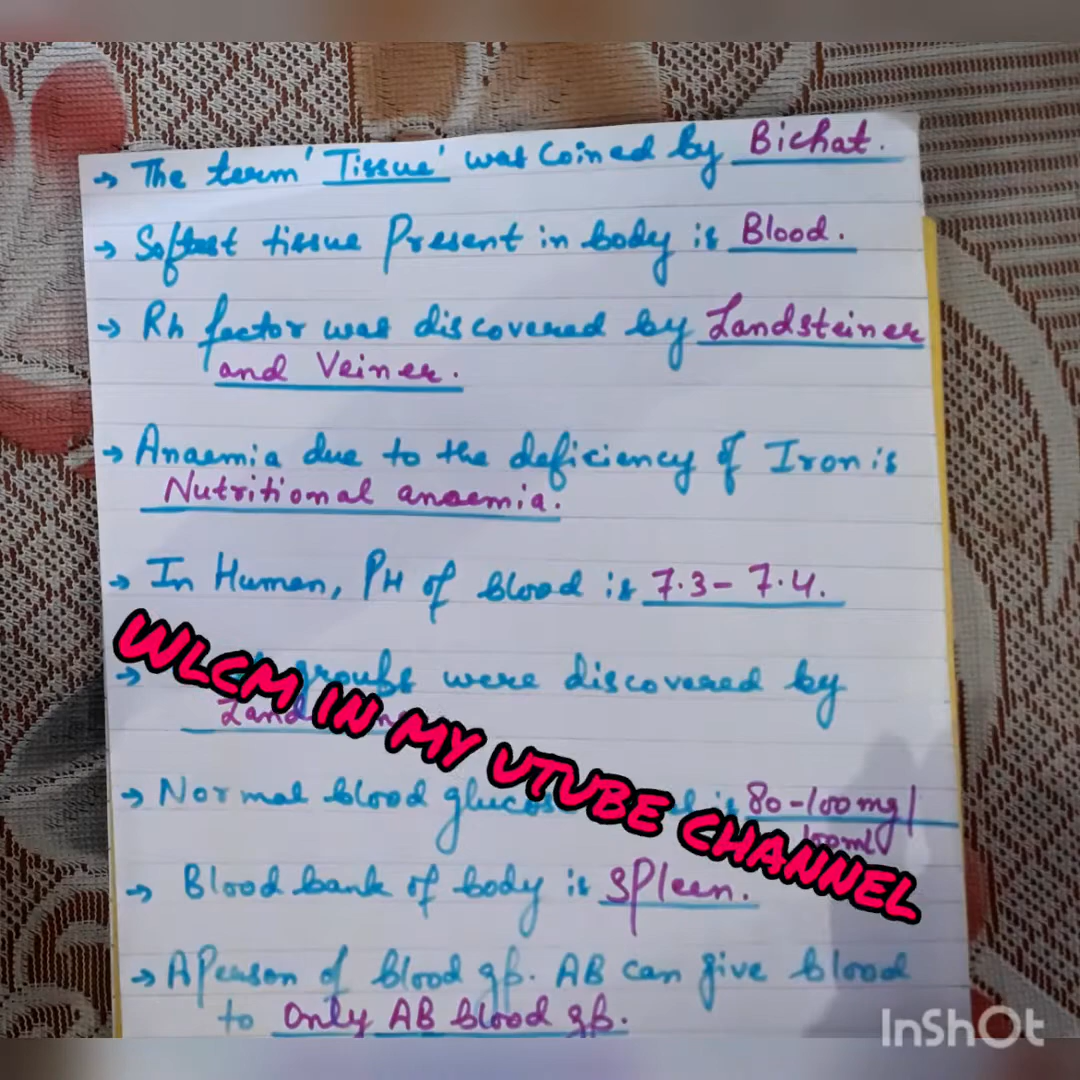 → The term 'Tissue' was coined by Bichat.
→ Softest tissue Present in body is Blood.
→ Rh factor was discovered by Landsteiner
and Veiner.
→ Anaemia due to the deficiency of Iron is
Nutritional anaemia.
→ In Human, PH of blood is 7.3-7.4.
→ groups were discovered by
→ Normal blood is 80-100mg/
100ml
→ Blood bank of body is spleen.
→ A Person of blood gp. AB can give blood
to only AB blood gp.
WLCM IN MY UTUBE CHANNEL
InShOt